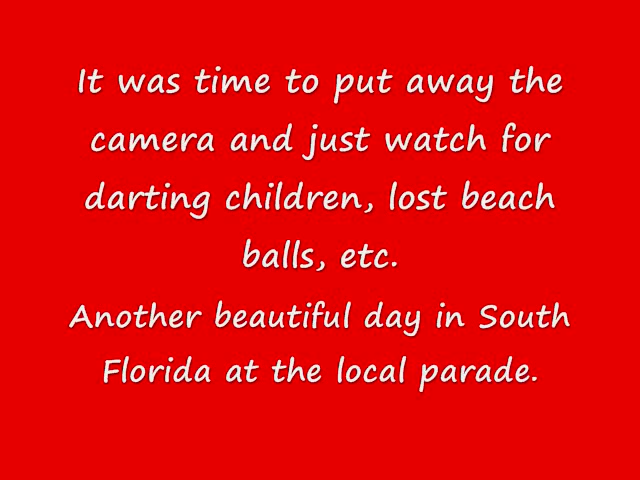 It was time to put away the
camera and just watch for
darting children, lost beach
balls, etc.
Another beautiful day in South
Florida at the local parade.